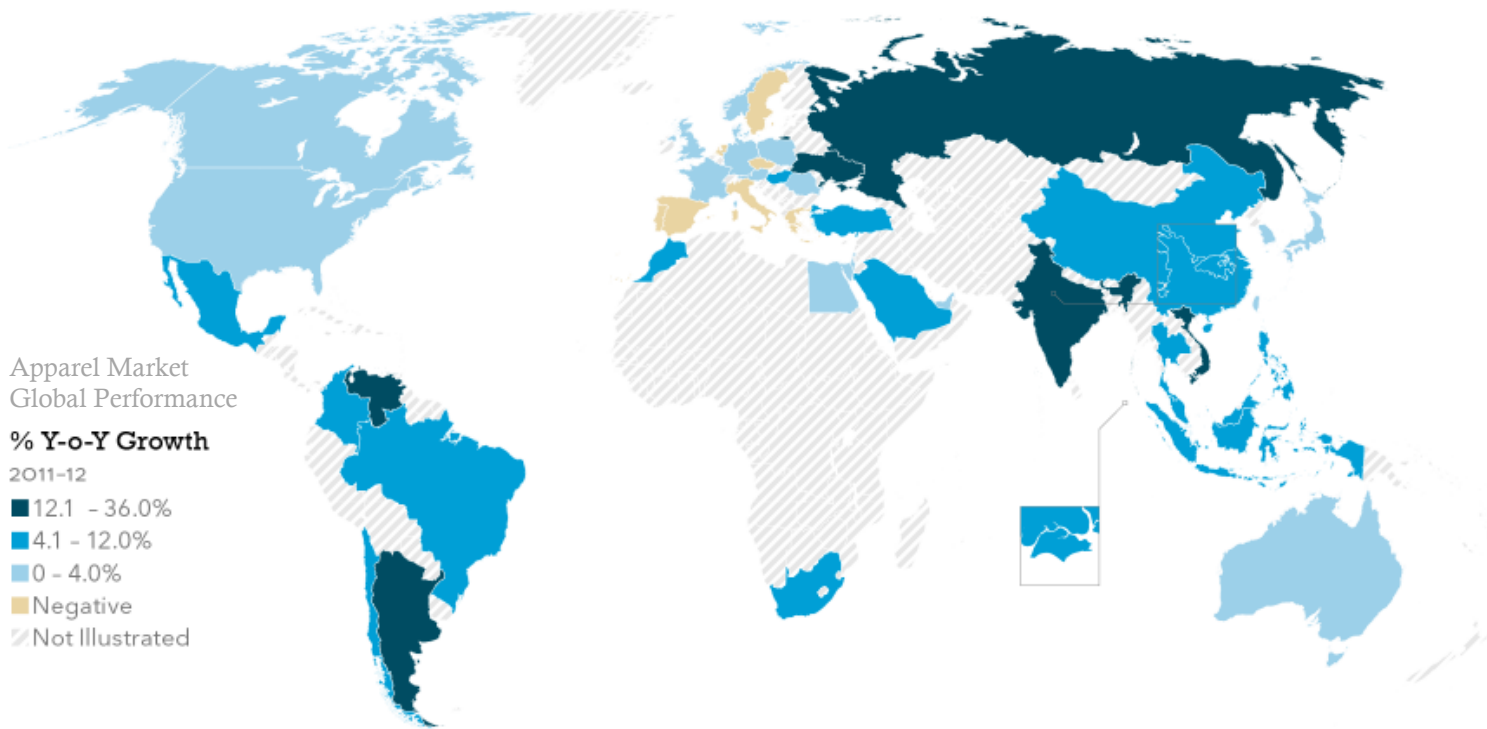 Apparel Market
Global Performance
% Y-o-Y Growth
2011-12
12.1 - 36.0%
4.1 - 12.0%
0 - 4.0%
Negative
Not Illustrated